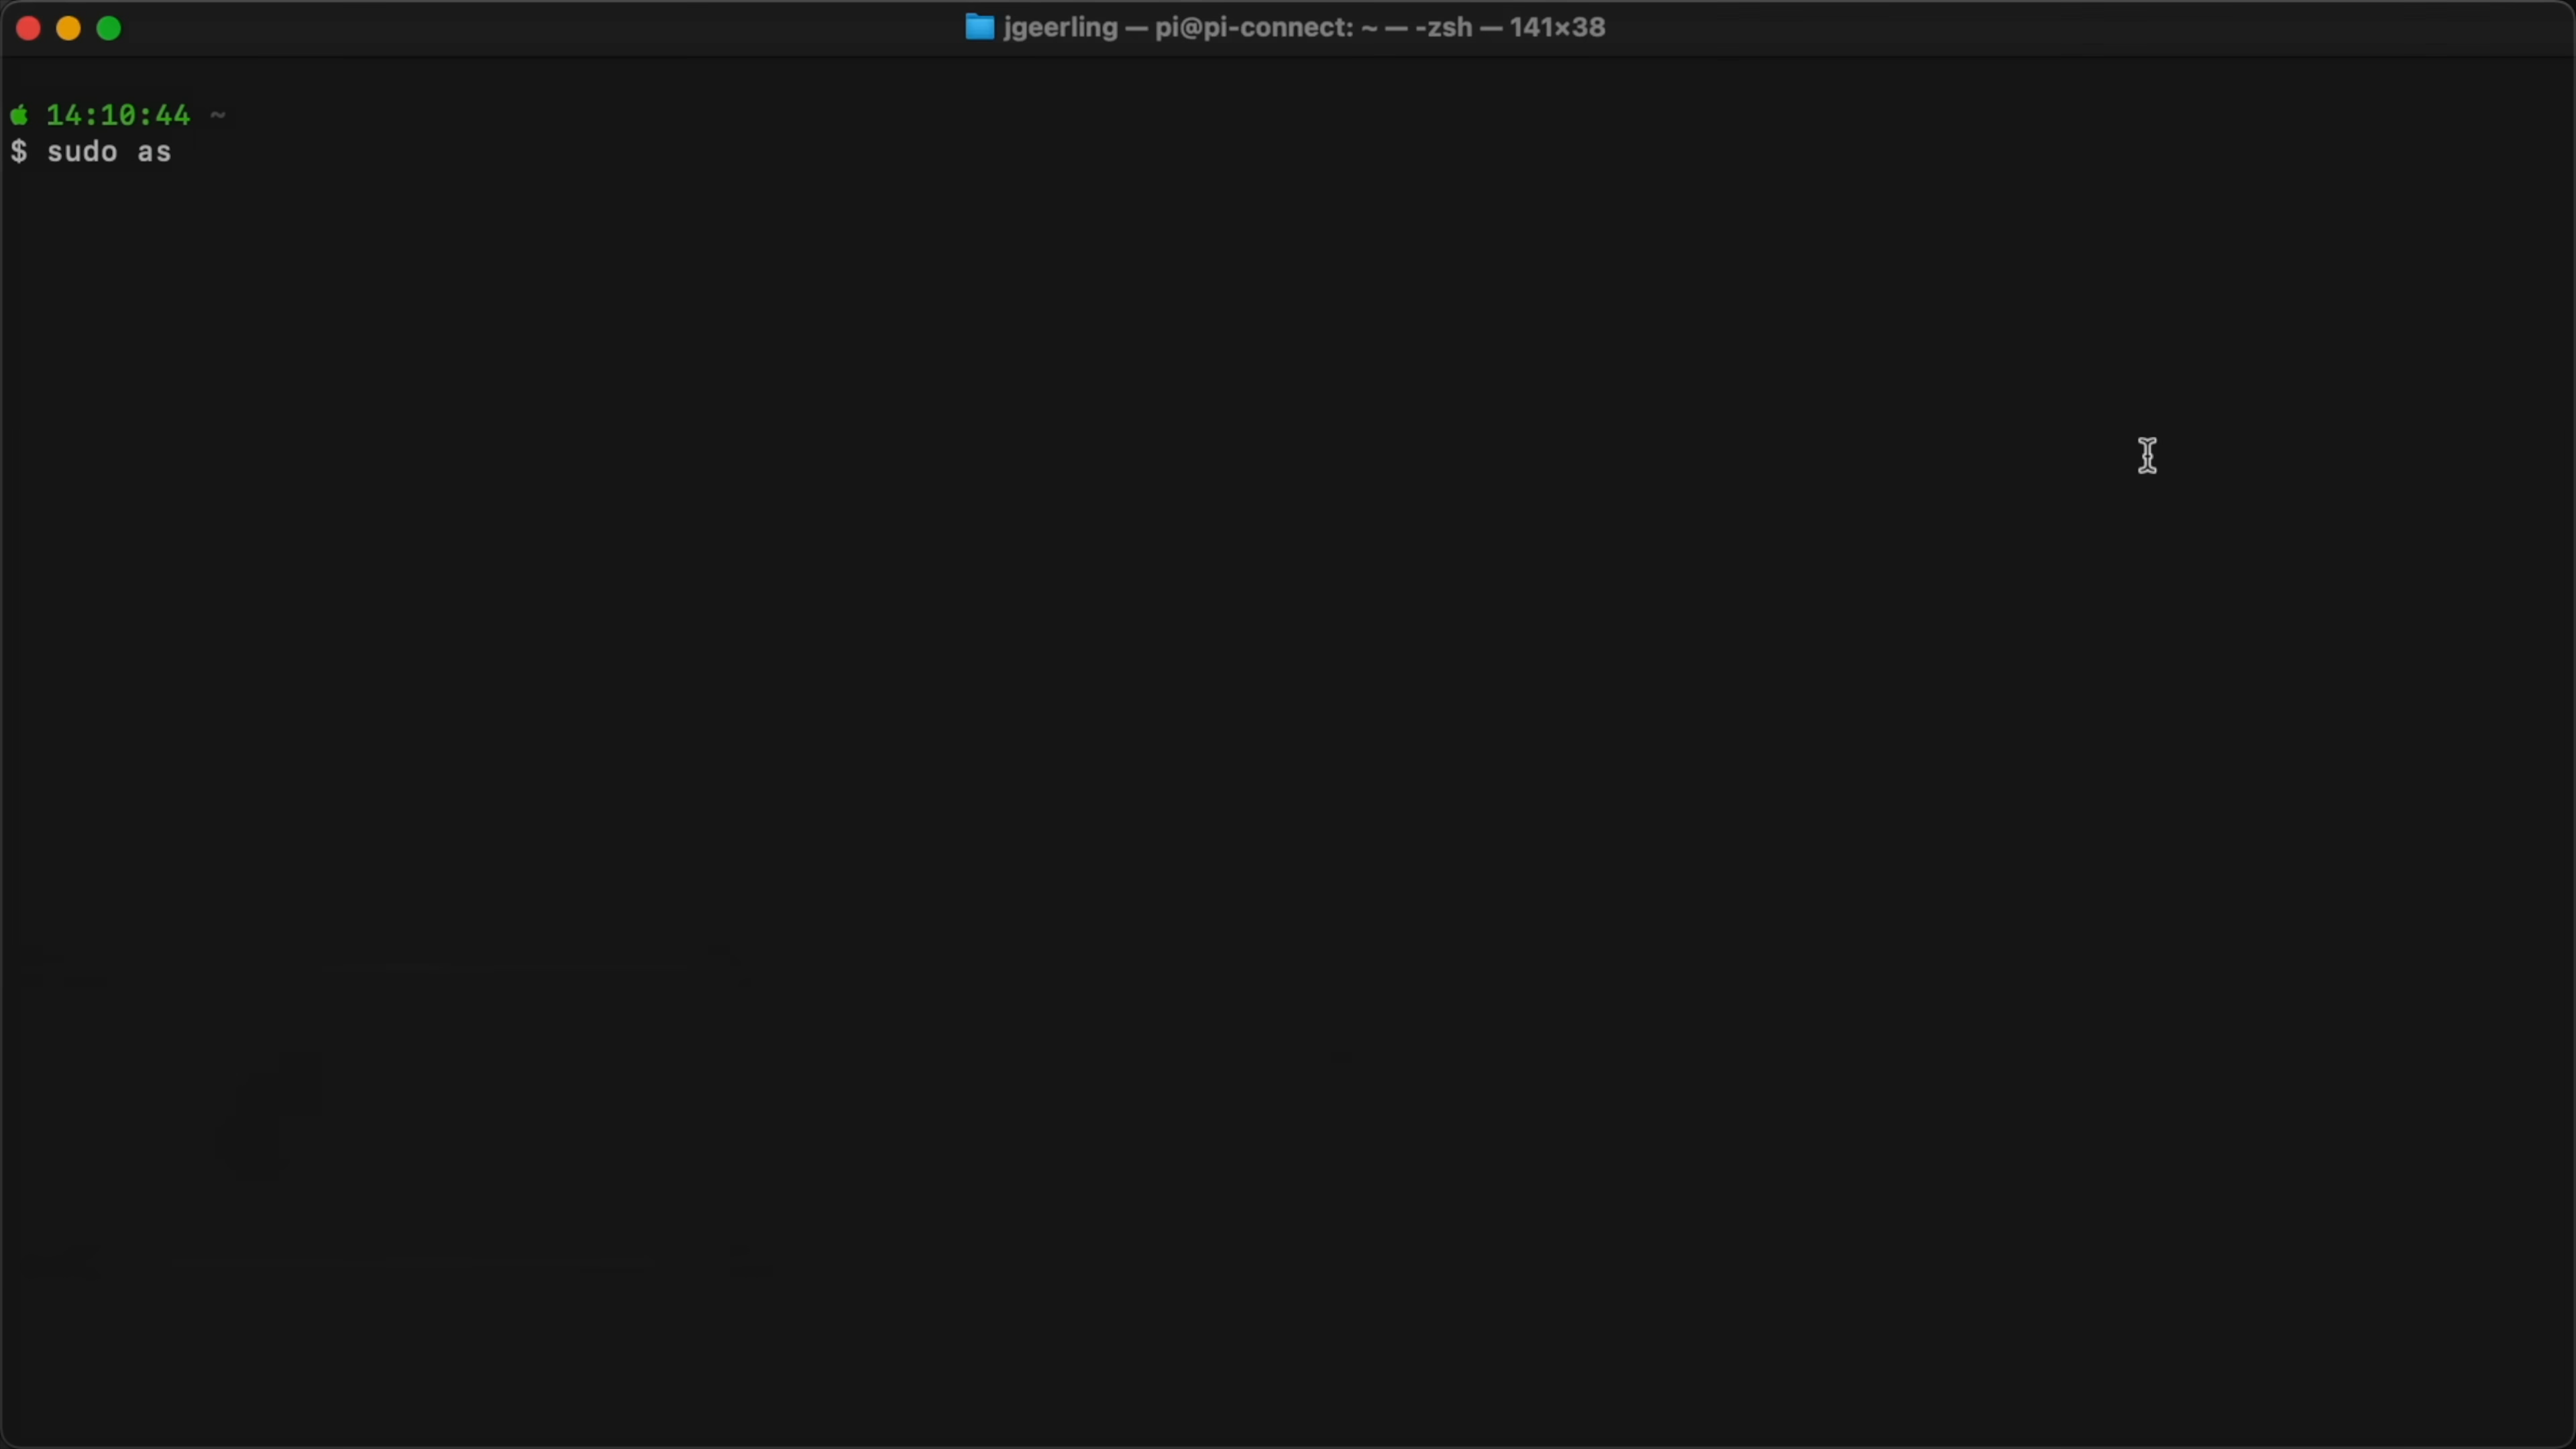 jgeerling — pi@pi-connect: ~ — -zsh — 141×38
14:10:44 ~
$ sudo as